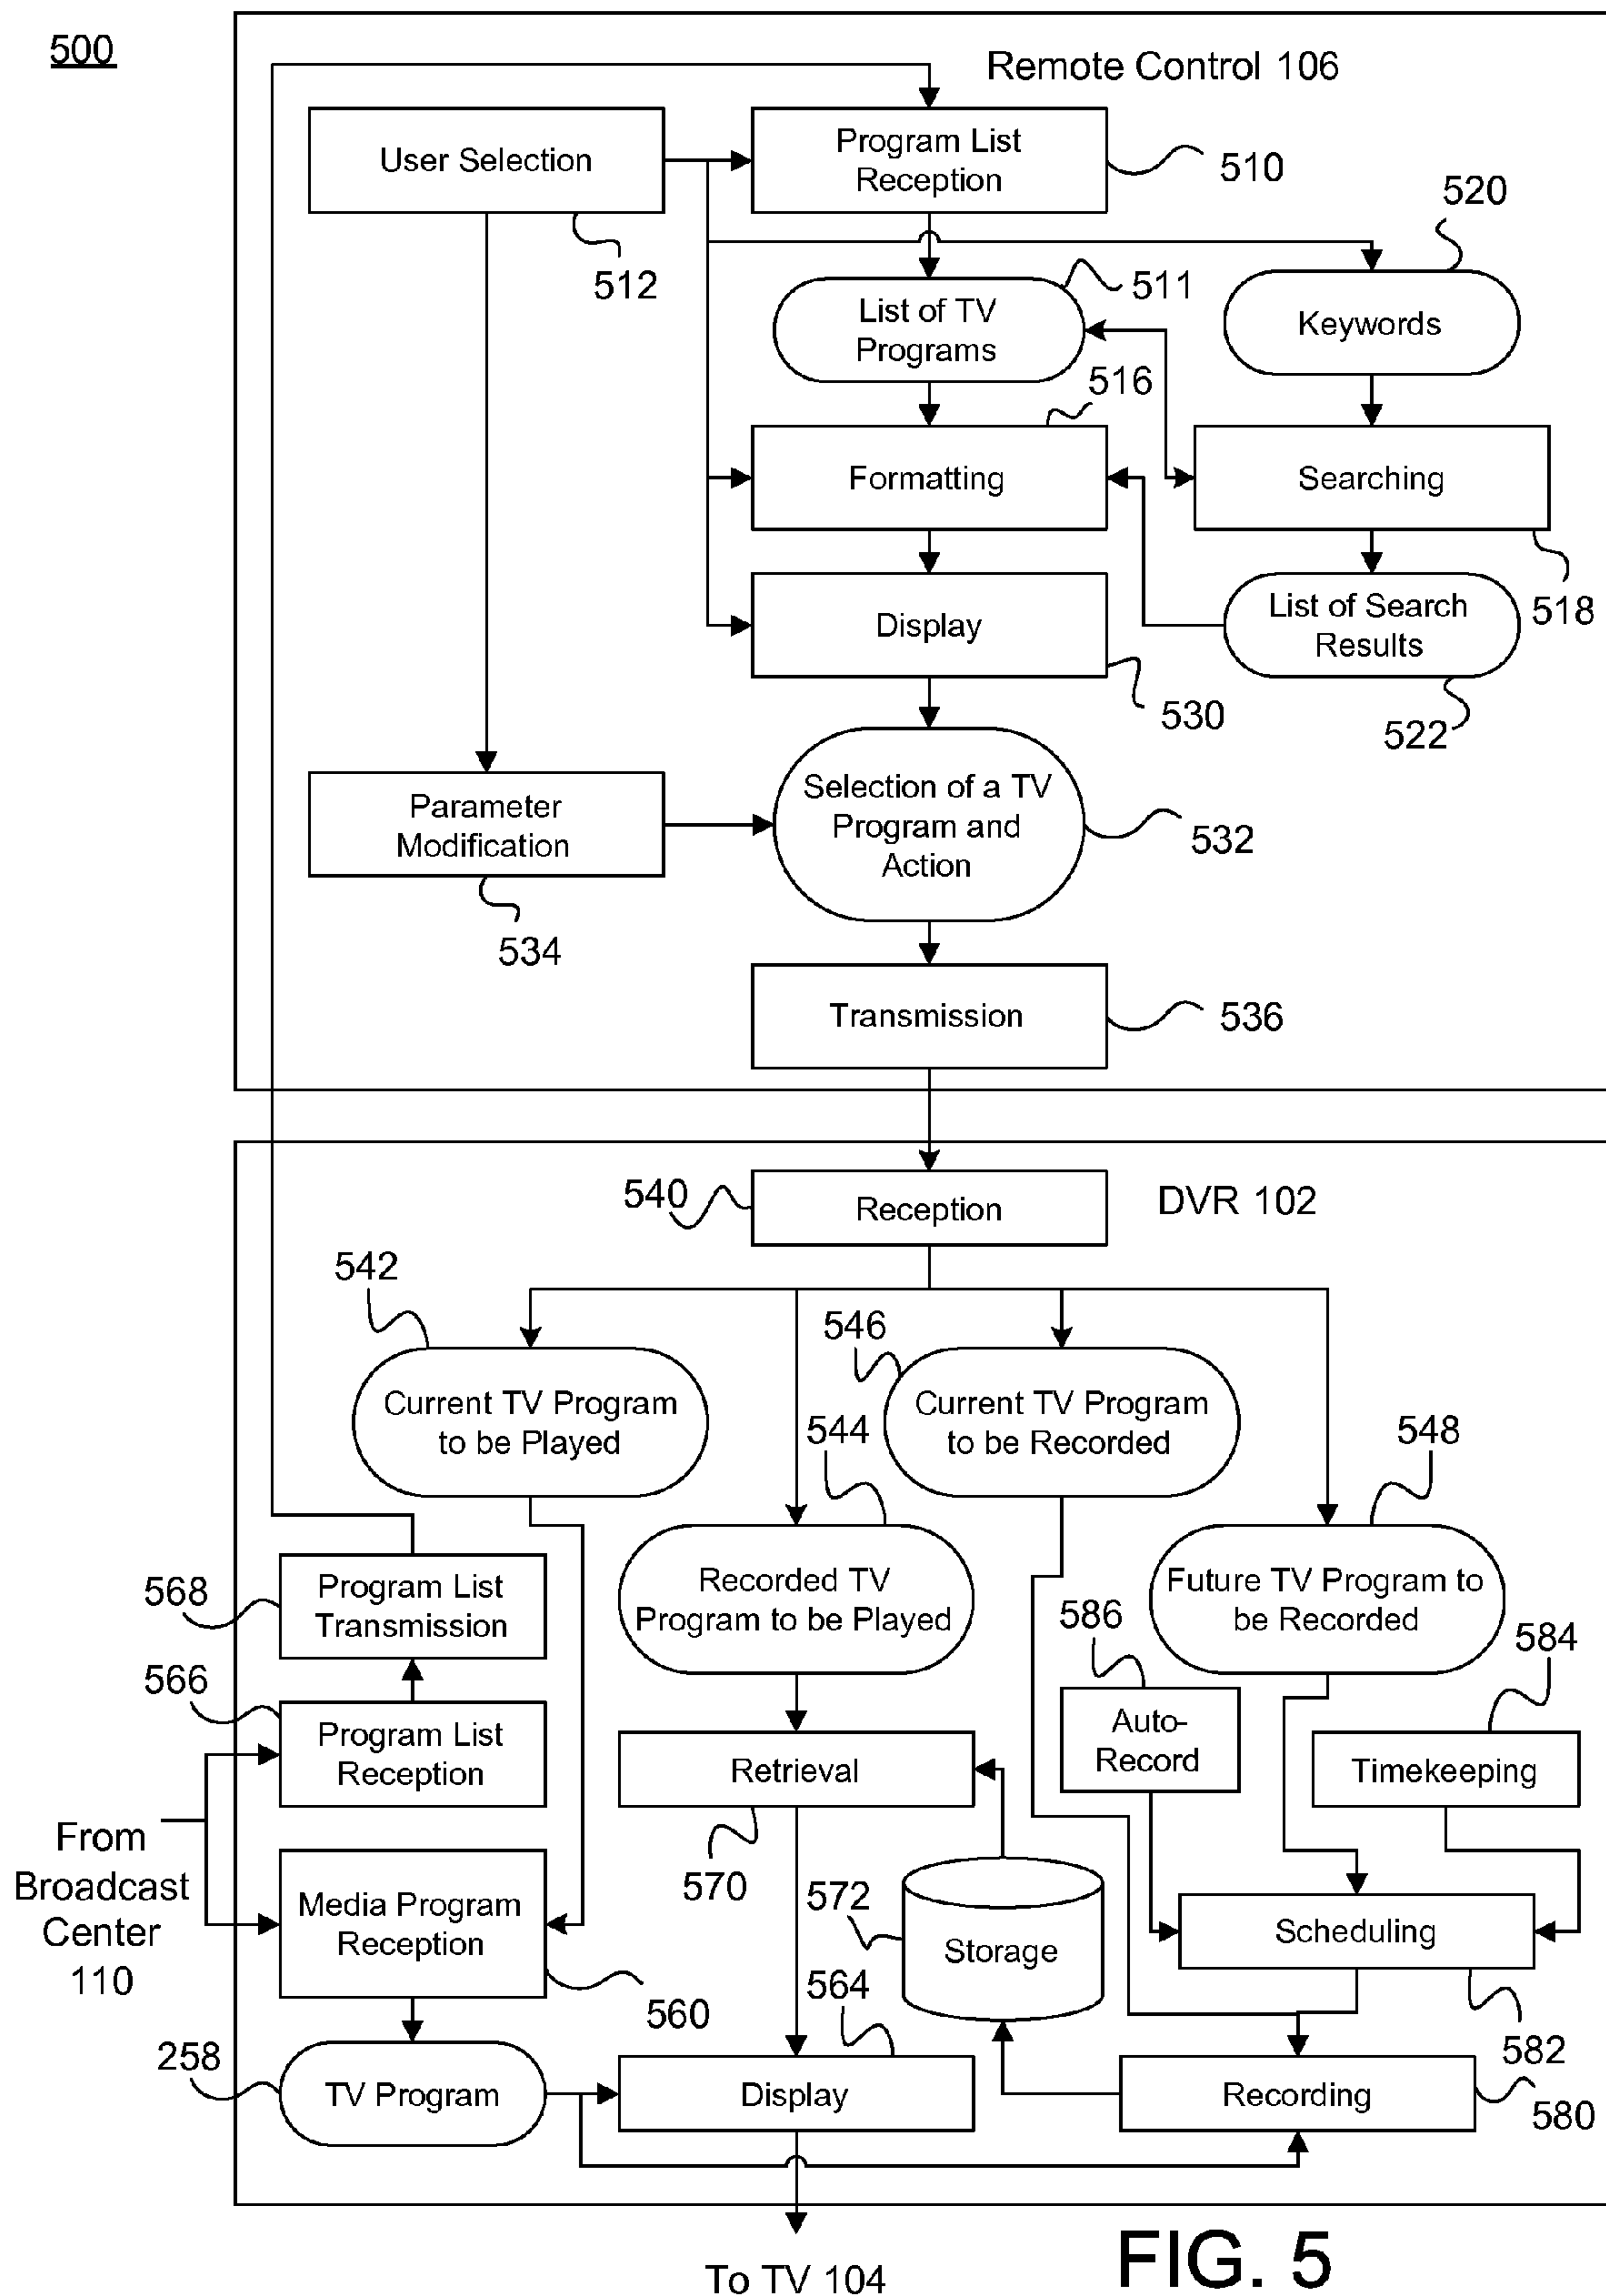 500
Remote Control 106
User Selection
512
Program List
Reception
510
520
List of TV
Programs
511
Keywords
516
Formatting
Searching
518
Display
530
List of Search
Results
522
Parameter
Modification
534
Selection of a TV
Program and
Action
532
Transmission
536
540
Reception
DVR 102
542
Current TV Program
to be Played
546
Current TV Program
to be Recorded
544
Recorded TV
Program to be Played
548
Future TV Program to
be Recorded
568
Program List
Transmission
566
Program List
Reception
586
Auto-
Record
584
Timekeeping
Retrieval
570
From
Broadcast
Center
110
Media Program
Reception
560
572
Storage
Scheduling
582
564
258
TV Program
Display
Recording
580
To TV 104
FIG. 5